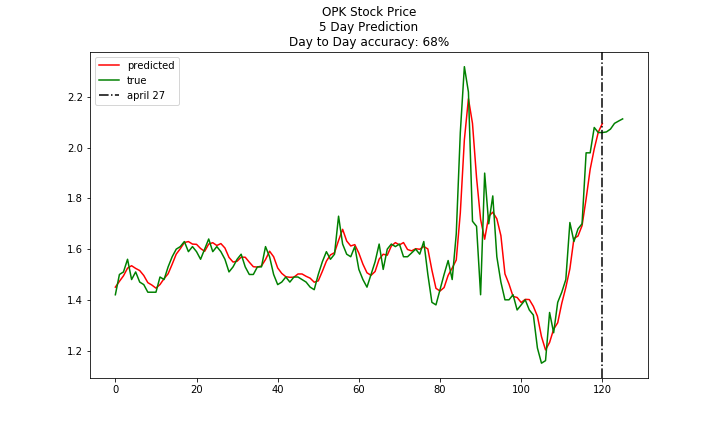 OPK Stock Price
5 Day Prediction
Day to Day accuracy: 68%
predicted
true
april 27
2.2
2.0
1.8
1.6
1.4
1.2
0 20 40 60 80 100 120